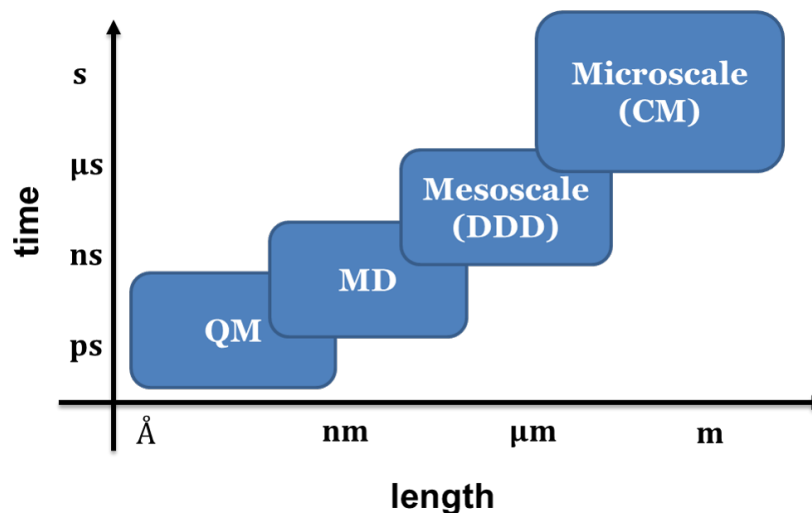 s
Microscale
(CM)
μs
Mesoscale
(DDD)
time
ns
MD
QM
ps
Å
nm
μm
m
length